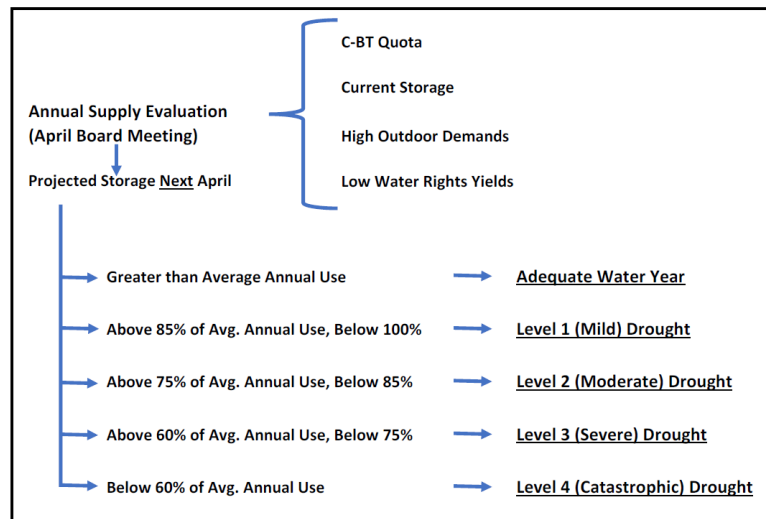 C-BT Quota
Current Storage
Annual Supply Evaluation
(April Board Meeting)
High Outdoor Demands
Projected Storage Next April
Low Water Rights Yields
Greater than Average Annual Use
Adequate Water Year
Above 85% of Avg. Annual Use, Below 100%
Level 1 (Mild) Drought
Above 75% of Avg. Annual Use, Below 85%
Level 2 (Moderate) Drought
Above 60% of Avg. Annual Use, Below 75%
Level 3 (Severe) Drought
Below 60% of Avg. Annual Use
Level 4 (Catastrophic) Drought